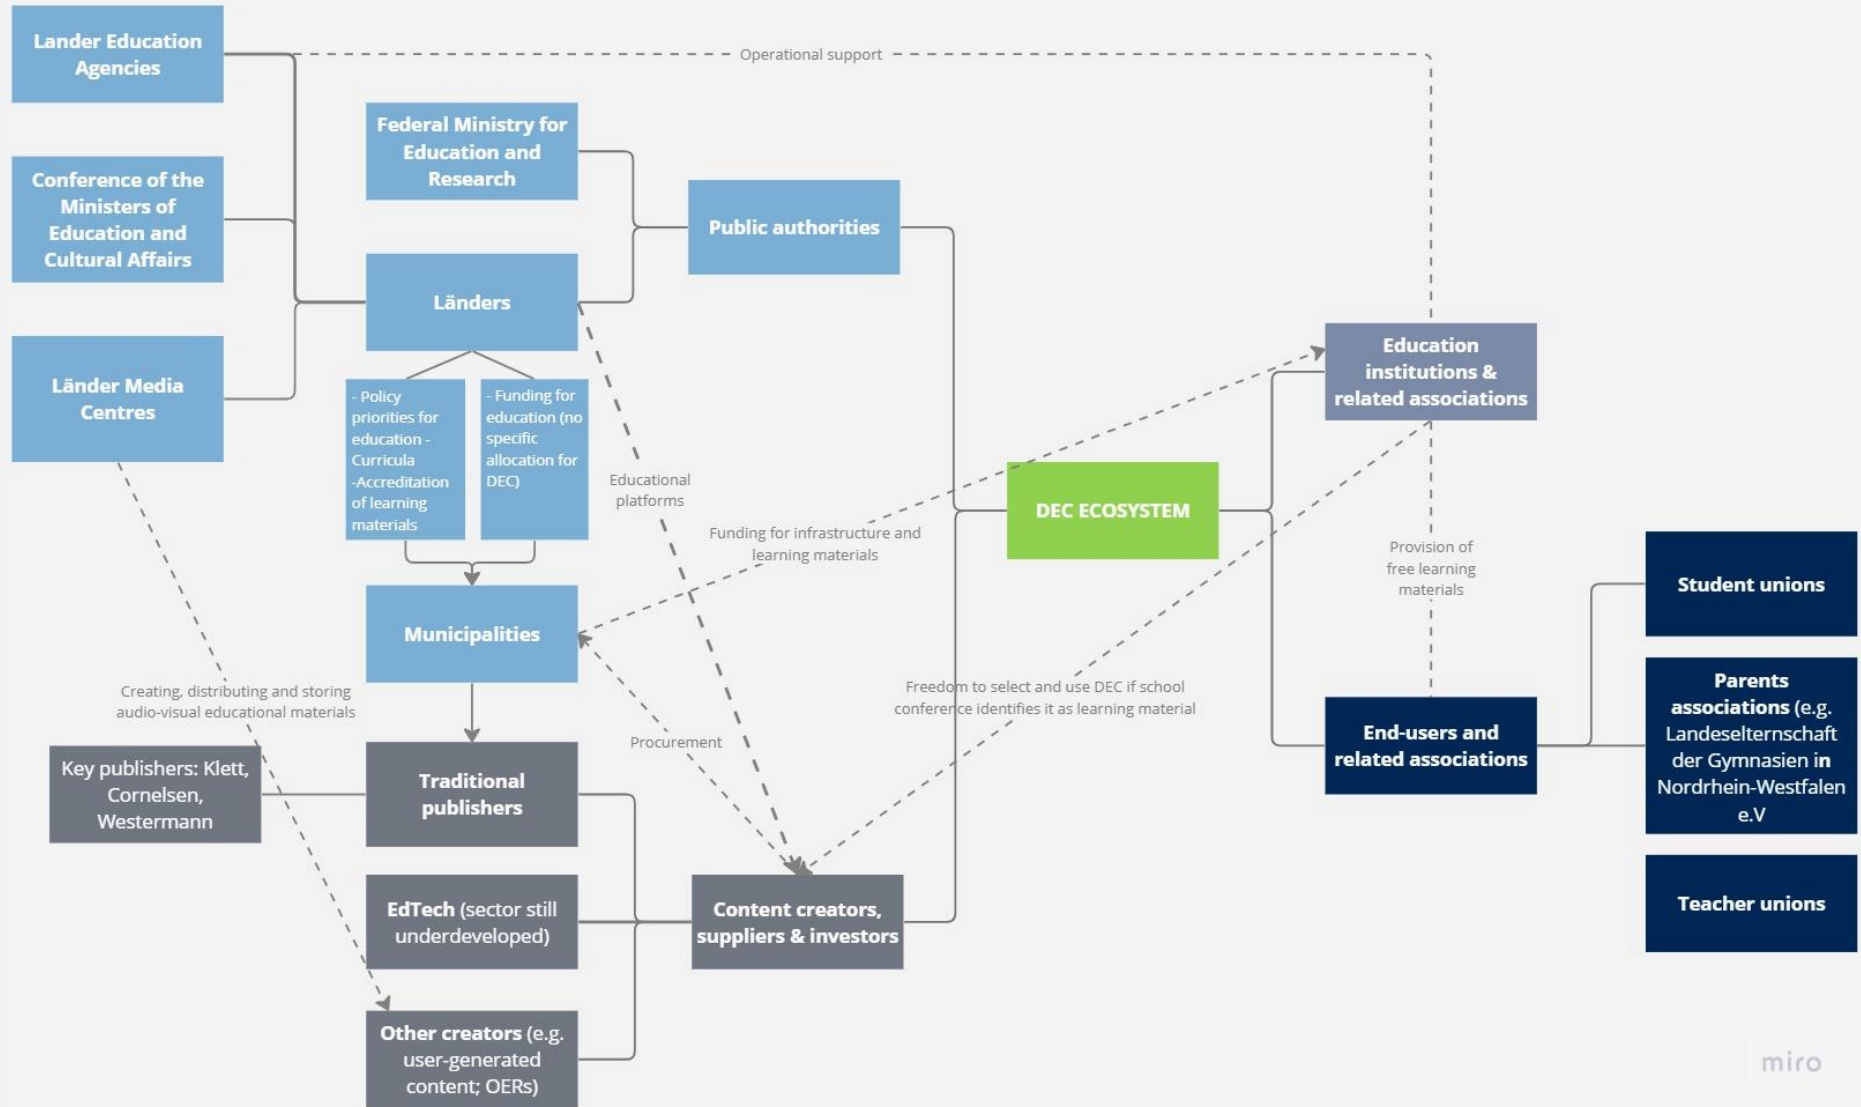 Lander Education
Agencies
Operational support
Federal Ministry for
Education and
Research
Conference of the
Ministers of
Education and
Cultural Affairs
Public authorities
Länders
Länder Media
Centres
- Policy
priorities for
education -
Curricula
-Accreditation
of learning
materials
- Funding for
education (no
specific
allocation for
DEC)
Educational
platforms
Education
institutions &
related associations
Funding for infrastructure and
learning materials
DEC ECOSYSTEM
Provision of
free learning
materials
Student unions
Municipalities
Creating, distributing and storing
audio-visual educational materials
Procurement
Freedom to select and use DEC if school
conference identifies it as learning material
End-users and
related associations
Parents
associations (e.g.
Landeselternschaft
der Gymnasien in
Nordrhein-Westfalen
e.V
Key publishers: Klett,
Cornelsen,
Westermann
Traditional
publishers
EdTech (sector still
underdeveloped)
Content creators,
suppliers & investors
Teacher unions
Other creators (e.g.
user-generated
content; OERs)
miro